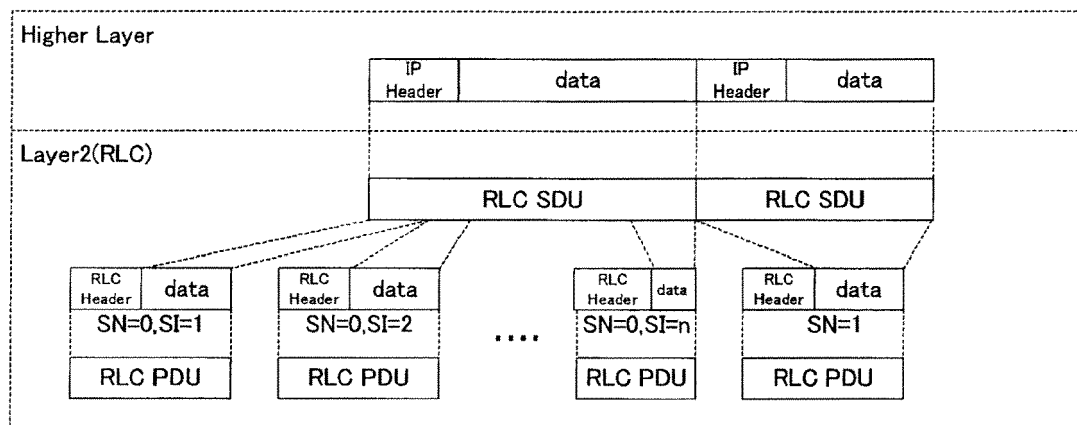 Higher Layer
IP Header
data
IP Header
data
Layer2(RLC)
RLC SDU
RLC SDU
RLC Header
data
RLC Header
data
RLC Header
data
RLC Header
data
SN=0,SI=1
SN=0,SI=2
....
SN=0,SI=n
SN=1
RLC PDU
RLC PDU
RLC PDU
RLC PDU